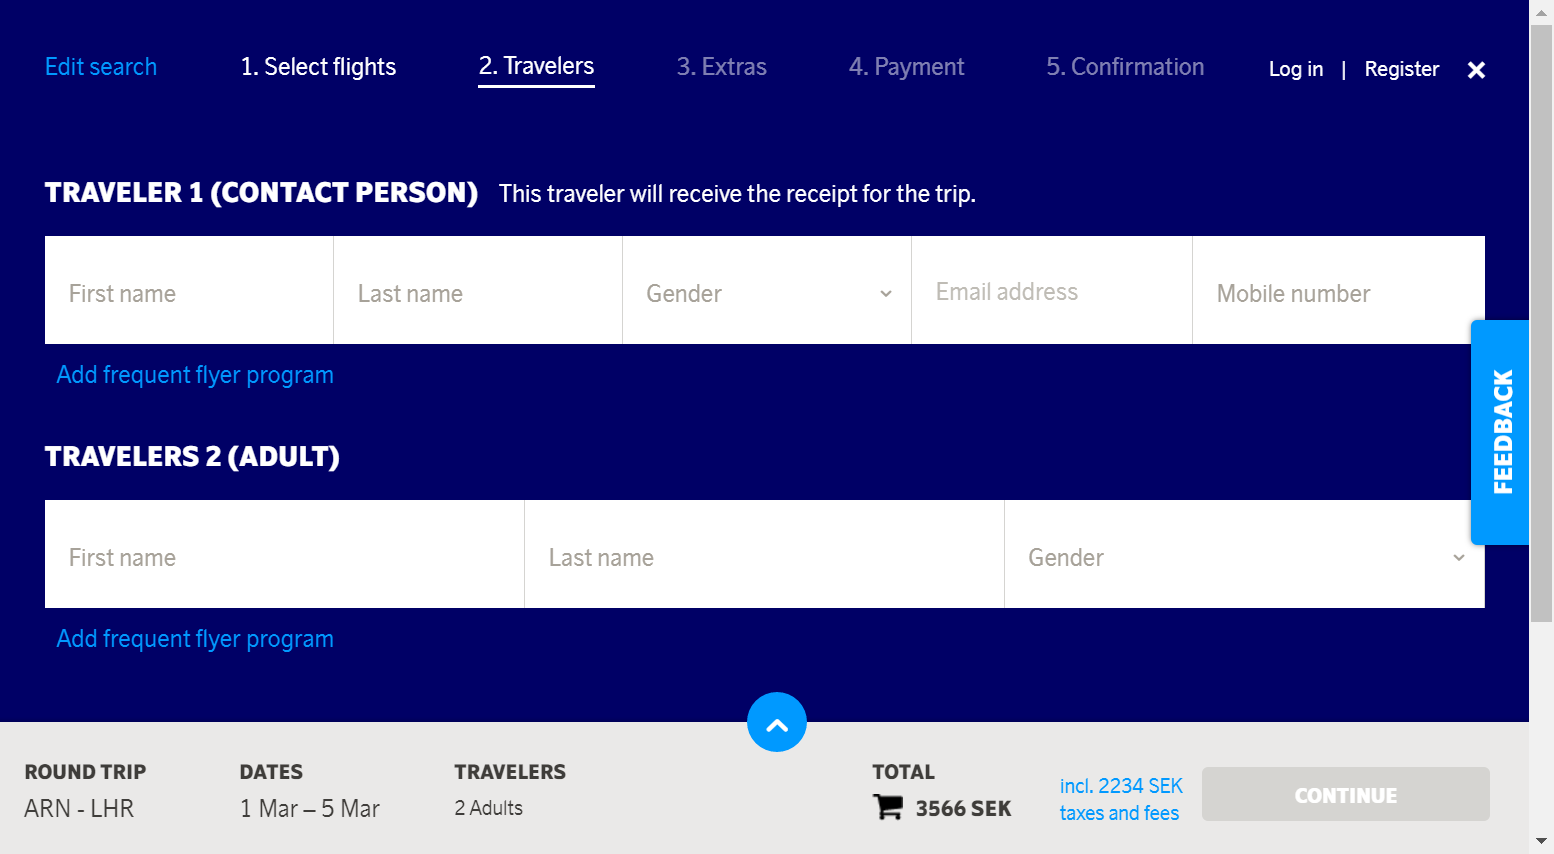 Edit search
1. Select flights
2. Travelers
3. Extras
4. Payment
5. Confirmation
Log in | Register
TRAVELER 1 (CONTACT PERSON) This traveler will receive the receipt for the trip.
First name
Last name
Gender
Email address
Mobile number
Add frequent flyer program
FEEDBACK
TRAVELERS 2 (ADULT)
First name
Last name
Gender
Add frequent flyer program
ROUND TRIP
ARN - LHR
DATES
1 Mar – 5 Mar
TRAVELERS
2 Adults
TOTAL
3566 SEK
incl. 2234 SEK
taxes and fees
CONTINUE